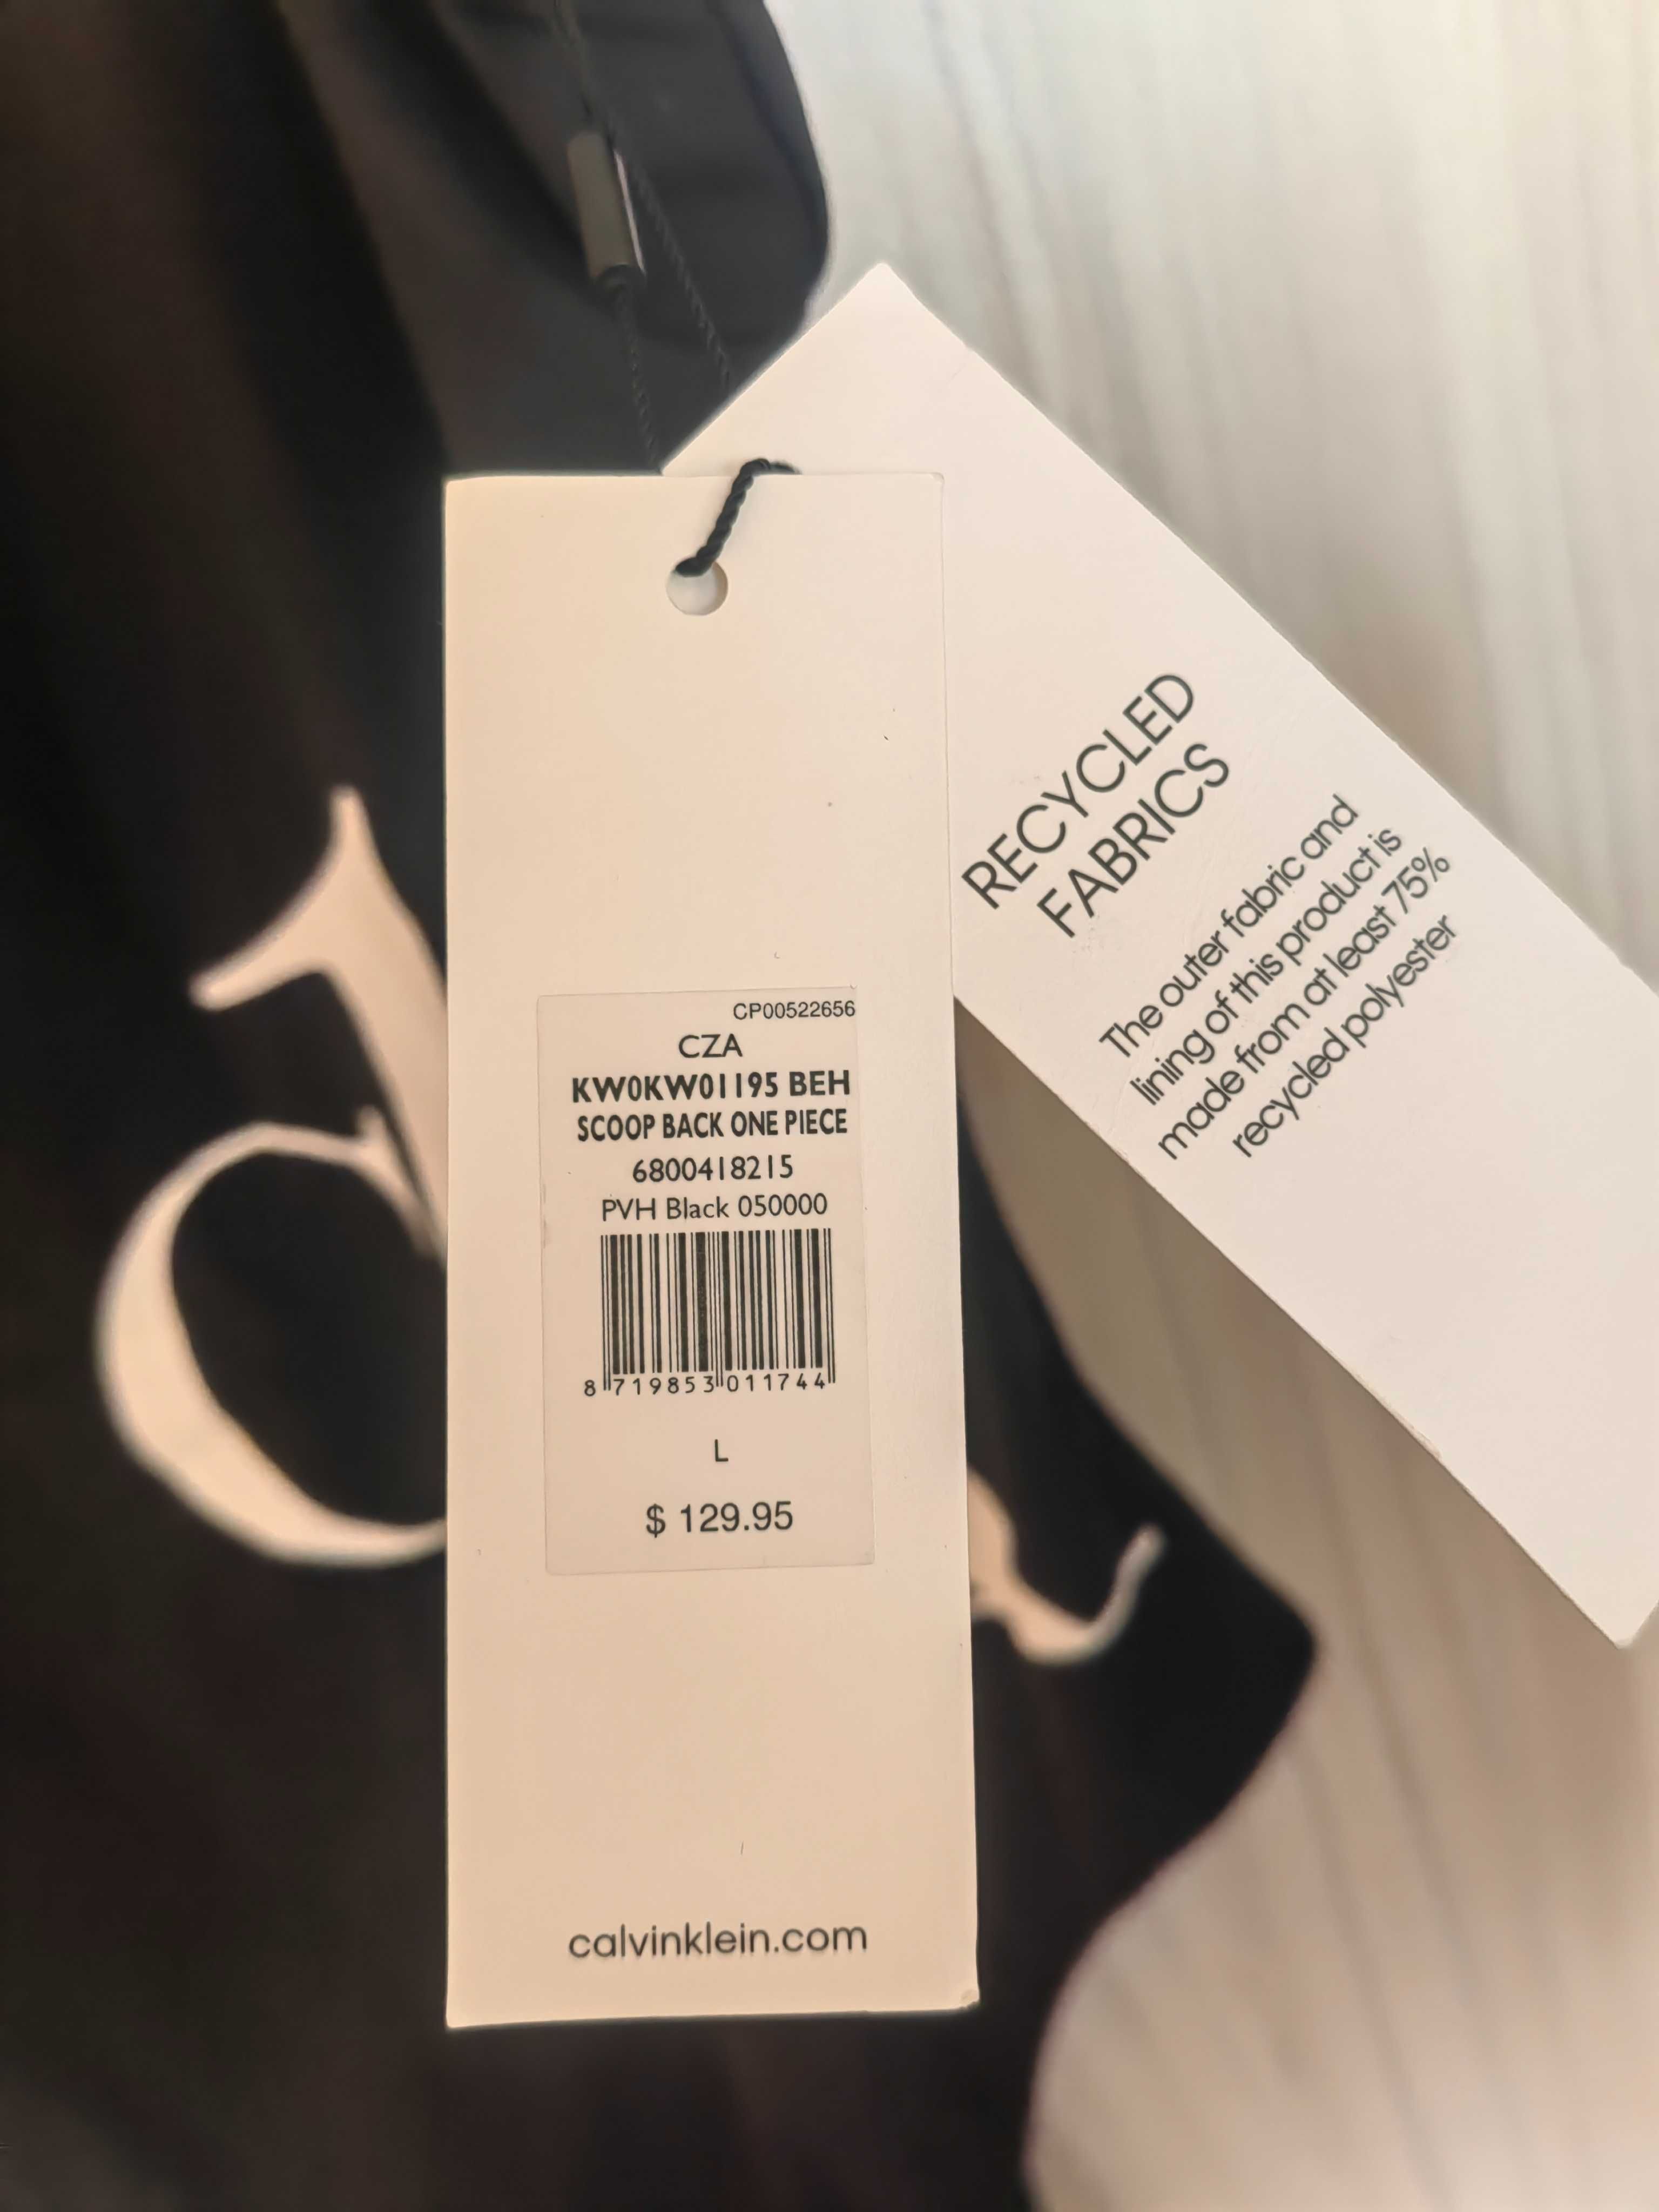 CP00522656
CZA
KW0KW01195 BEH
SCOOP BACK ONE PIECE
6800418215
PVH Black 050000
8 719853 011744
L
$ 129.95
calvinklein.com
RECYCLED
FABRICS
The outer fabric and
lining of this product is
made from at least 75%
recycled polyester